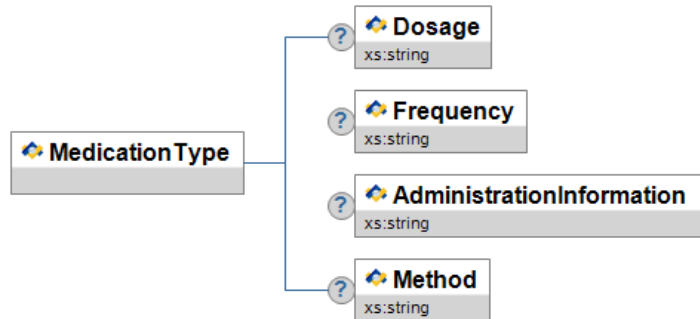 ?
Dosage
xs:string
?
Frequency
xs:string
MedicationType
?
AdministrationInformation
xs:string
?
Method
xs:string